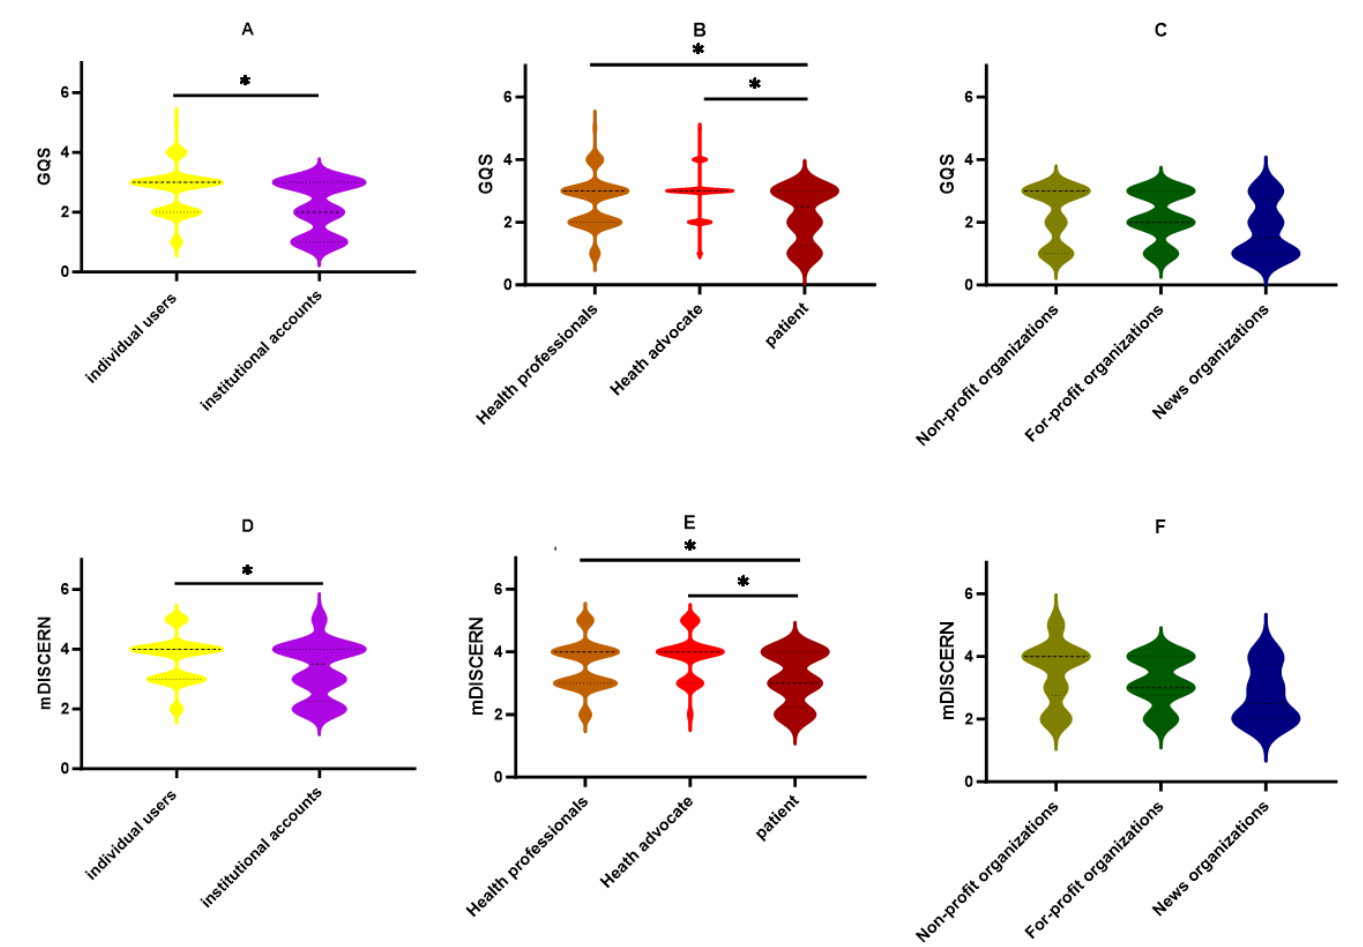 A
*
GQS
6
4
2
0
individual users
institutional accounts
B
*
*
GQS
6
4
2
0
Health professionals
Heath advocate
patient
C
GQS
6
4
2
0
Non-profit organizations
For-profit organizations
News organizations
D
*
mDISCERN
6
4
2
0
individual users
institutional accounts
E
*
*
mDISCERN
6
4
2
0
Health professionals
Heath advocate
patient
F
mDISCERN
6
4
2
0
Non-profit organizations
For-profit organizations
News organizations